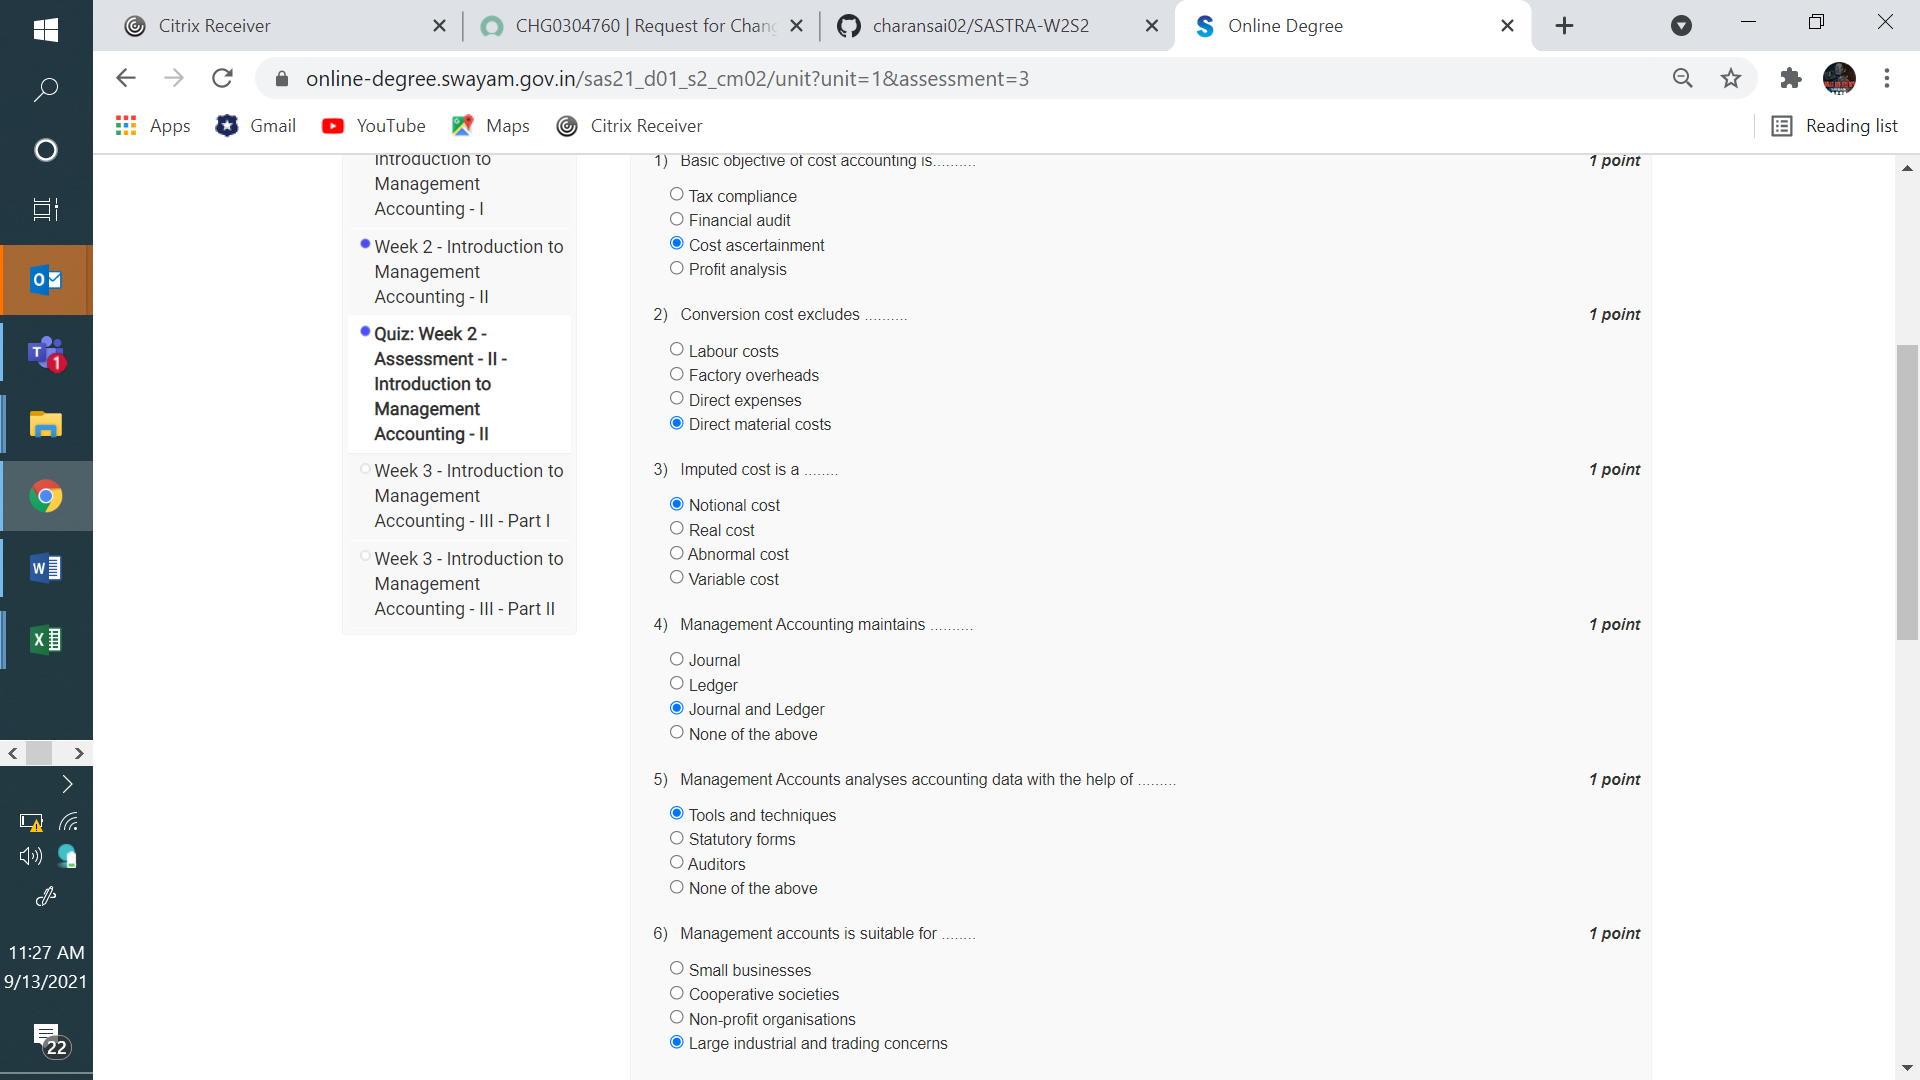 Citrix Receiver
CHG0304760 | Request for Chang
charansai02/SASTRA-W2S2
Online Degree
online-degree.swayam.gov.in/sas21_d01_s2_cm02/unit?unit=1&assessment=3
Apps
Gmail
YouTube
Maps
Citrix Receiver
Reading list
Introduction to
Management
Accounting - I
Week 2 - Introduction to
Management
Accounting - II
Quiz: Week 2 -
Assessment - II -
Introduction to
Management
Accounting - II
Week 3 - Introduction to
Management
Accounting - III - Part I
Week 3 - Introduction to
Management
Accounting - III - Part II
1) Basic objective of cost accounting is.......... 1 point
Tax compliance
Financial audit
Cost ascertainment
Profit analysis
2) Conversion cost excludes .......... 1 point
Labour costs
Factory overheads
Direct expenses
Direct material costs
3) Imputed cost is a ........ 1 point
Notional cost
Real cost
Abnormal cost
Variable cost
4) Management Accounting maintains .......... 1 point
Journal
Ledger
Journal and Ledger
None of the above
5) Management Accounts analyses accounting data with the help of ......... 1 point
Tools and techniques
Statutory forms
Auditors
None of the above
6) Management accounts is suitable for ........ 1 point
Small businesses
Cooperative societies
Non-profit organisations
Large industrial and trading concerns
1
11:27 AM
9/13/2021
22